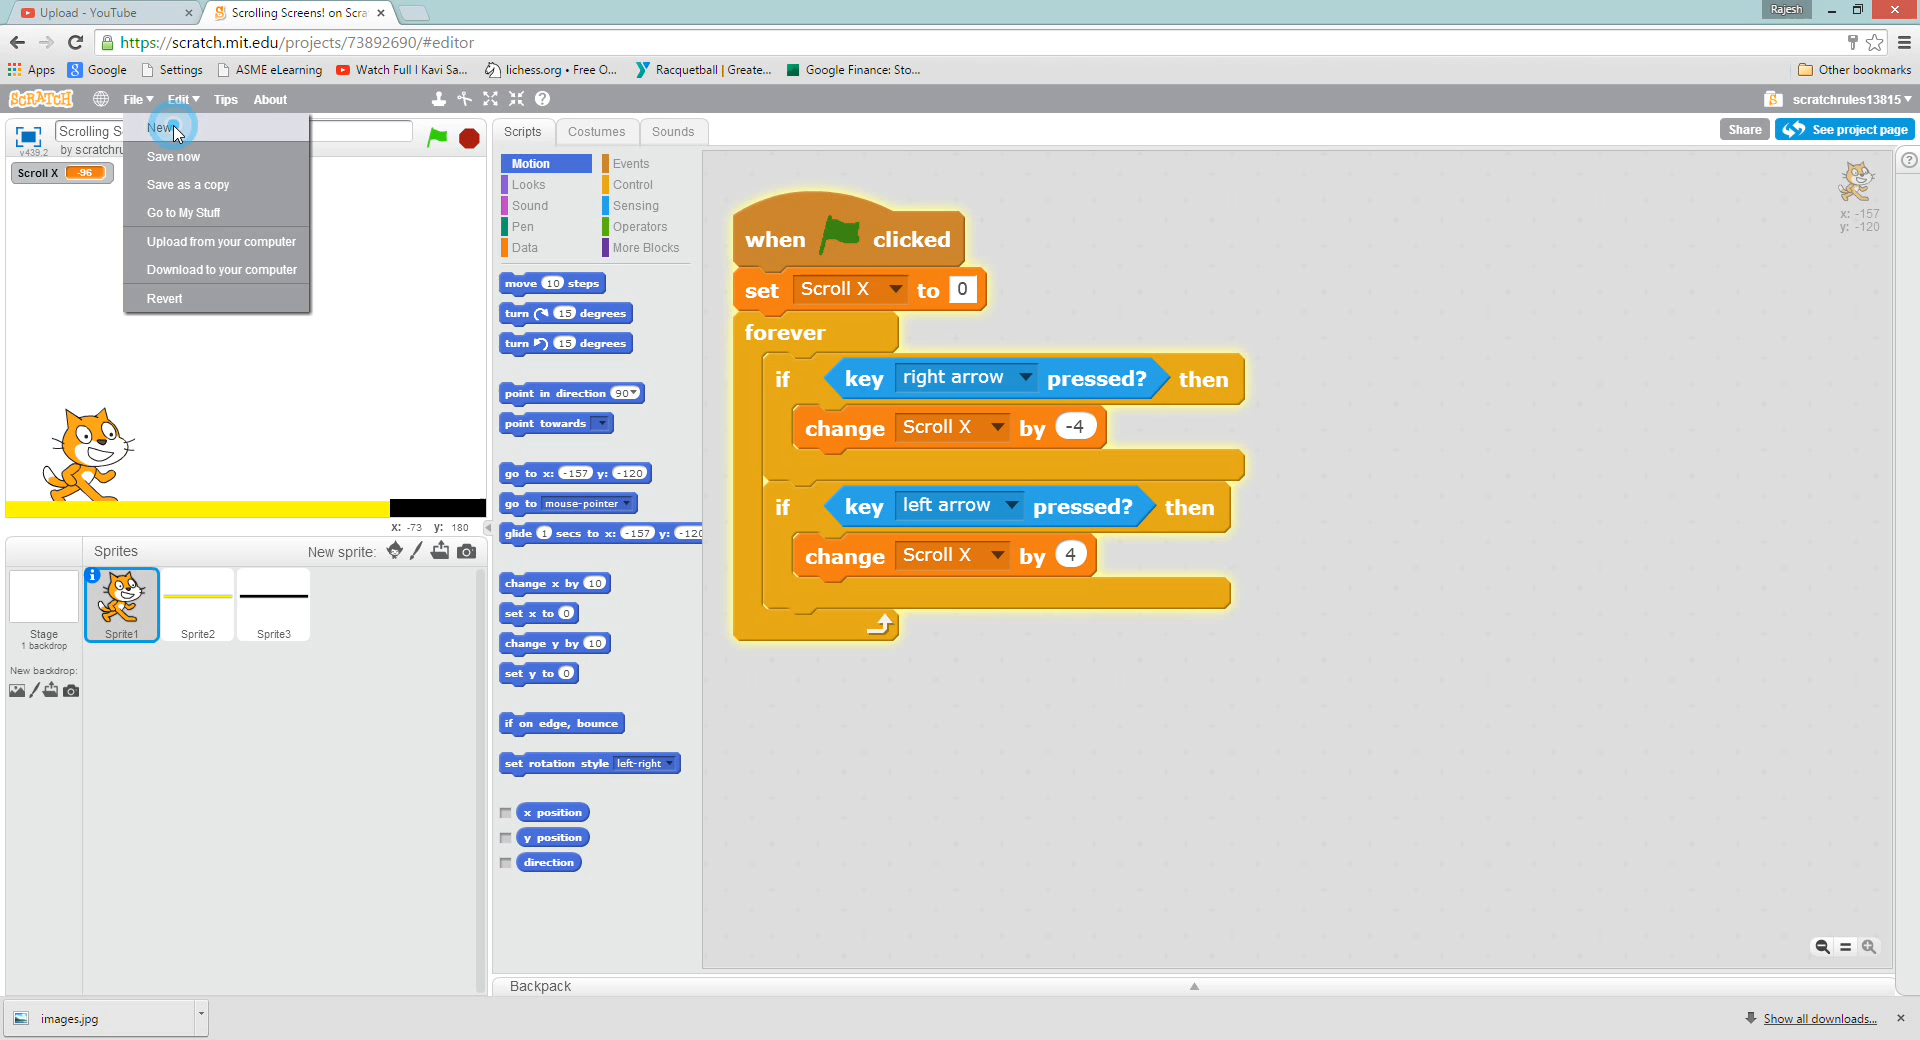 Upload - YouTube
Scrolling Screens! on Scra
Rajesh
https://scratch.mit.edu/projects/73892690/#editor
Apps
Google
Settings
ASME eLearning
Watch Full l Kavi Sa...
lichess.org • Free O...
Racquetball | Greate...
Google Finance: Sto...
Other bookmarks
SCRATCH
File
Edit
Tips
About
scratchrules13815
Scrolling S
by scratchru
v439.2
New
Save now
Save as a copy
Go to My Stuff
Upload from your computer
Download to your computer
Revert
Scroll X -96
X: -73 y: 180
Scripts
Costumes
Sounds
Share
See project page
Motion
Looks
Sound
Pen
Data
Events
Control
Sensing
Operators
More Blocks
move 10 steps
turn 15 degrees
turn 15 degrees
point in direction 90
point towards
go to x: -157 y: -120
go to mouse-pointer
glide 1 secs to x: -157 y: -120
change x by 10
set x to 0
change y by 10
set y to 0
if on edge, bounce
set rotation style left-right
x position
y position
direction
when clicked
set Scroll X to 0
forever
if key right arrow pressed? then
change Scroll X by -4
if key left arrow pressed? then
change Scroll X by 4
x: -157
y: -120
Sprites
New sprite:
Stage
1 backdrop
New backdrop:
Sprite1
Sprite2
Sprite3
Backpack
images.jpg
Show all downloads...